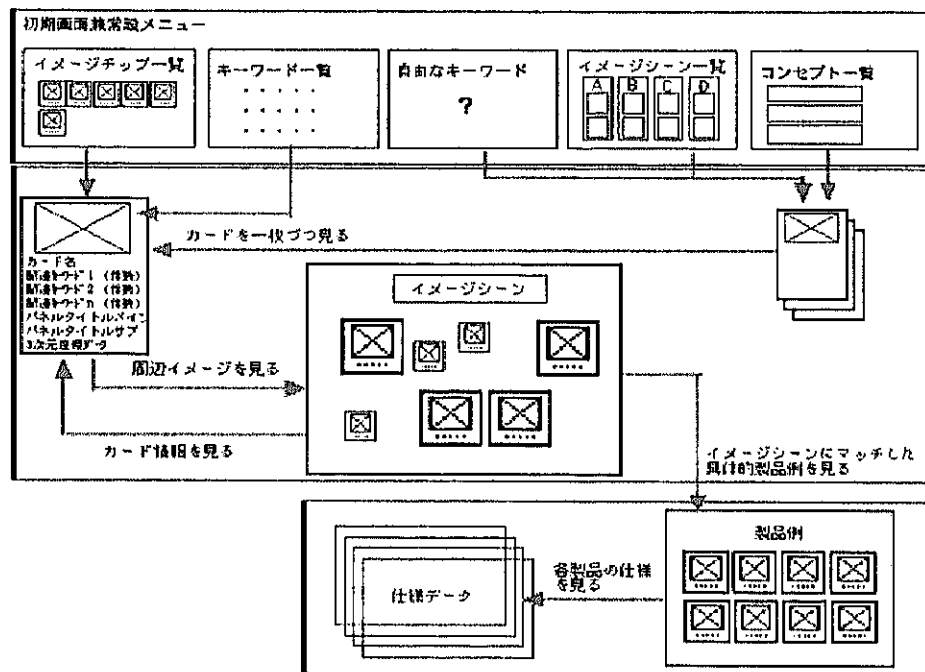 初期画面兼常設メニュー
イメージチップ一覧
キーワード一覧
自由なキーワード
?
イメージシーン一覧
A B C D
コンセプト一覧
カードを一枚づつ見る
カード名
関連キーワード1(件数)
関連キーワード2(件数)
関連キーワードn(件数)
パネルタイトルメイン
パネルタイトルサブ
3次元座標データ
イメージシーン
周辺イメージを見る
カード情報を見る
イメージシーンにマッチした
具体的製品例を見る
製品例
各製品の仕様
を見る
仕様データ